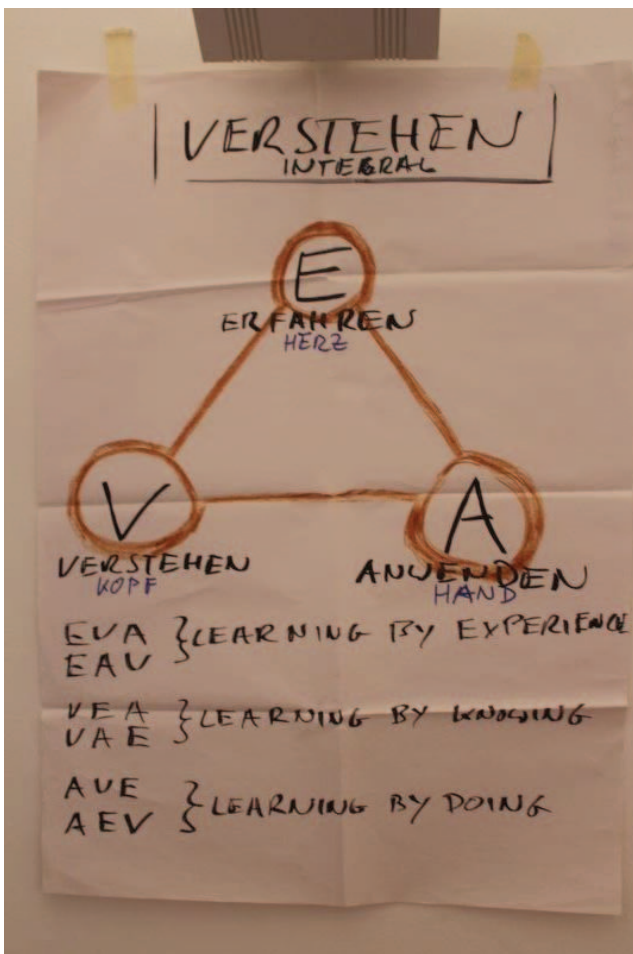 VERSTEHEN
INTEGRAL
E
ERFAHREN
HERZ
V
A
VERSTEHEN
ANWENDEN
KOPF
HAND
EVA } LEARNING BY EXPERIENCE
EAV
VEA } LEARNING BY KNOWING
VAE
AVE } LEARNING BY DOING
AEV